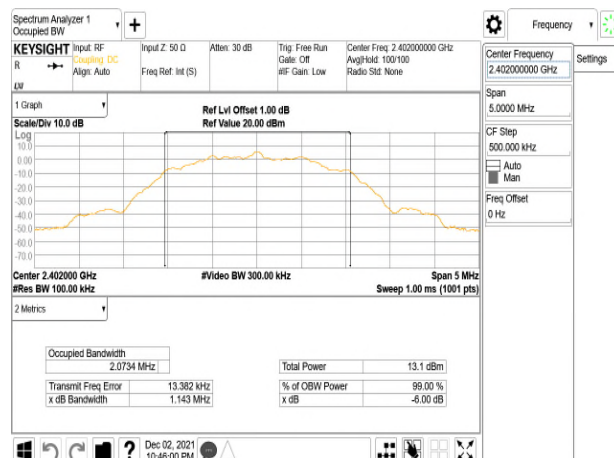 Spectrum Analyzer 1
Occupied BW
Frequency
KEYSIGHT
R
Input: RF
Coupling: DC
Align: Auto
Input Z: 50 Ω
Freq Ref: Int (S)
Atten: 30 dB
Trig: Free Run
Gate: Off
#IF Gain: Low
Center Freq: 2.402000000 GHz
Avg|Hold: 100/100
Radio Std: None
Center Frequency
2.402000000 GHz
Settings
Span
5.0000 MHz
CF Step
500.000 kHz
Auto
Man
Freq Offset
0 Hz
1 Graph
Scale/Div 10.0 dB
Ref Lvl Offset 1.00 dB
Ref Value 20.00 dBm
Log
10.0
0.00
-10.0
-20.0
-30.0
-40.0
-50.0
-60.0
-70.0
Center 2.402000 GHz
#Res BW 100.00 kHz
#Video BW 300.00 kHz
Span 5 MHz
Sweep 1.00 ms (1001 pts)
2 Metrics
Occupied Bandwidth
2.0734 MHz
Total Power 13.1 dBm
Transmit Freq Error 13.382 kHz
% of OBW Power 99.00 %
x dB Bandwidth 1.143 MHz
x dB -6.00 dB
?
Dec 02, 2021
10:46:00 PM